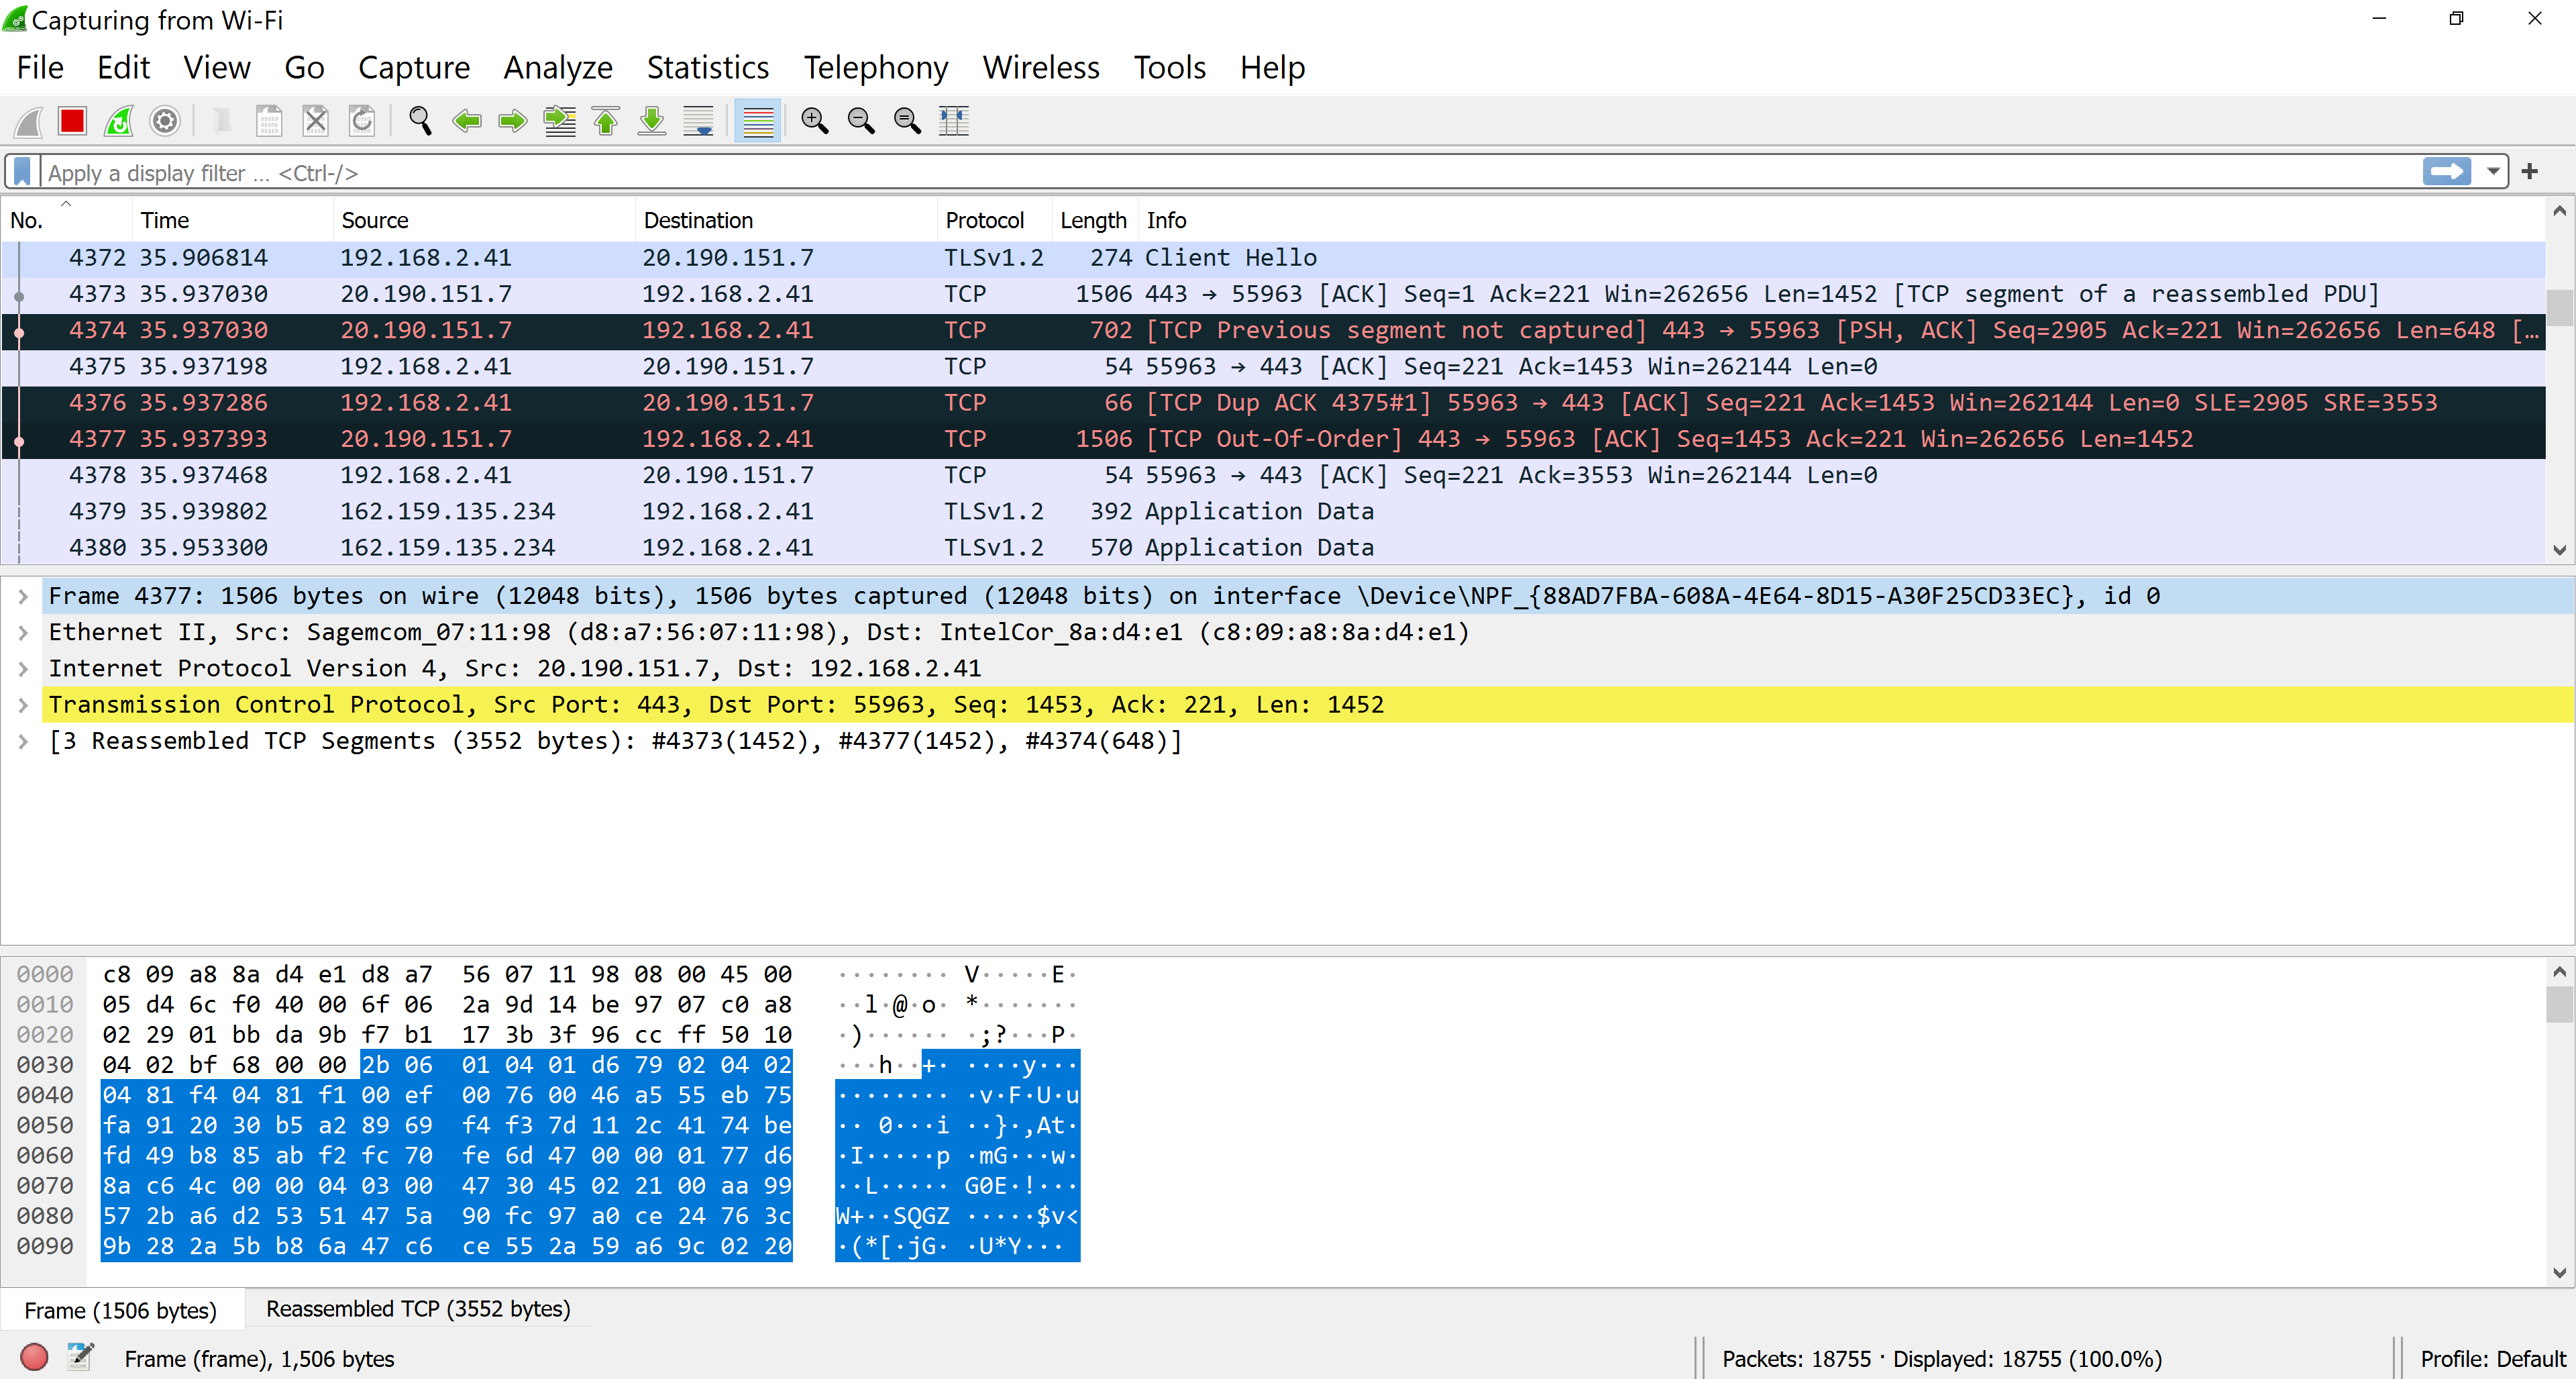 Capturing from Wi-Fi
File Edit View Go Capture Analyze Statistics Telephony Wireless Tools Help
Apply a display filter ... <Ctrl-/>
No. Time Source Destination Protocol Length Info
4372 35.906814 192.168.2.41 20.190.151.7 TLSv1.2 274 Client Hello
4373 35.937030 20.190.151.7 192.168.2.41 TCP 1506 443 → 55963 [ACK] Seq=1 Ack=221 Win=262656 Len=1452 [TCP segment of a reassembled PDU]
4374 35.937030 20.190.151.7 192.168.2.41 TCP 702 [TCP Previous segment not captured] 443 → 55963 [PSH, ACK] Seq=2905 Ack=221 Win=262656 Len=648 […
4375 35.937198 192.168.2.41 20.190.151.7 TCP 54 55963 → 443 [ACK] Seq=221 Ack=1453 Win=262144 Len=0
4376 35.937286 192.168.2.41 20.190.151.7 TCP 66 [TCP Dup ACK 4375#1] 55963 → 443 [ACK] Seq=221 Ack=1453 Win=262144 Len=0 SLE=2905 SRE=3553
4377 35.937393 20.190.151.7 192.168.2.41 TCP 1506 [TCP Out-Of-Order] 443 → 55963 [ACK] Seq=1453 Ack=221 Win=262656 Len=1452
4378 35.937468 192.168.2.41 20.190.151.7 TCP 54 55963 → 443 [ACK] Seq=221 Ack=3553 Win=262144 Len=0
4379 35.939802 162.159.135.234 192.168.2.41 TLSv1.2 392 Application Data
4380 35.953300 162.159.135.234 192.168.2.41 TLSv1.2 570 Application Data
Frame 4377: 1506 bytes on wire (12048 bits), 1506 bytes captured (12048 bits) on interface \Device\NPF_{88AD7FBA-608A-4E64-8D15-A30F25CD33EC}, id 0
Ethernet II, Src: Sagemcom_07:11:98 (d8:a7:56:07:11:98), Dst: IntelCor_8a:d4:e1 (c8:09:a8:8a:d4:e1)
Internet Protocol Version 4, Src: 20.190.151.7, Dst: 192.168.2.41
Transmission Control Protocol, Src Port: 443, Dst Port: 55963, Seq: 1453, Ack: 221, Len: 1452
[3 Reassembled TCP Segments (3552 bytes): #4373(1452), #4377(1452), #4374(648)]
0000 c8 09 a8 8a d4 e1 d8 a7 56 07 11 98 08 00 45 00 ········ V·····E·
0010 05 d4 6c f0 40 00 6f 06 2a 9d 14 be 97 07 c0 a8 ··l·@·o· *·······
0020 02 29 01 bb da 9b f7 b1 17 3b 3f 96 cc ff 50 10 ·)······ ·;?···P·
0030 04 02 bf 68 00 00 2b 06 01 04 01 d6 79 02 04 02 ···h··+· ····y···
0040 04 81 f4 04 81 f1 00 ef 00 76 00 46 a5 55 eb 75 ········ ·v·F·U·u
0050 fa 91 20 30 b5 a2 89 69 f4 f3 7d 11 2c 41 74 be ·· 0···i ··}·,At·
0060 fd 49 b8 85 ab f2 fc 70 fe 6d 47 00 00 01 77 d6 ·I·····p ·mG···w·
0070 8a c6 4c 00 00 04 03 00 47 30 45 02 21 00 aa 99 ··L····· G0E·!···
0080 57 2b a6 d2 53 51 47 5a 90 fc 97 a0 ce 24 76 3c W+··SQGZ ·····$v<
0090 9b 28 2a 5b b8 6a 47 c6 ce 55 2a 59 a6 9c 02 20 ·(*[·jG· ·U*Y···
Frame (1506 bytes) Reassembled TCP (3552 bytes)
Frame (frame), 1,506 bytes Packets: 18755 · Displayed: 18755 (100.0%) Profile: Default